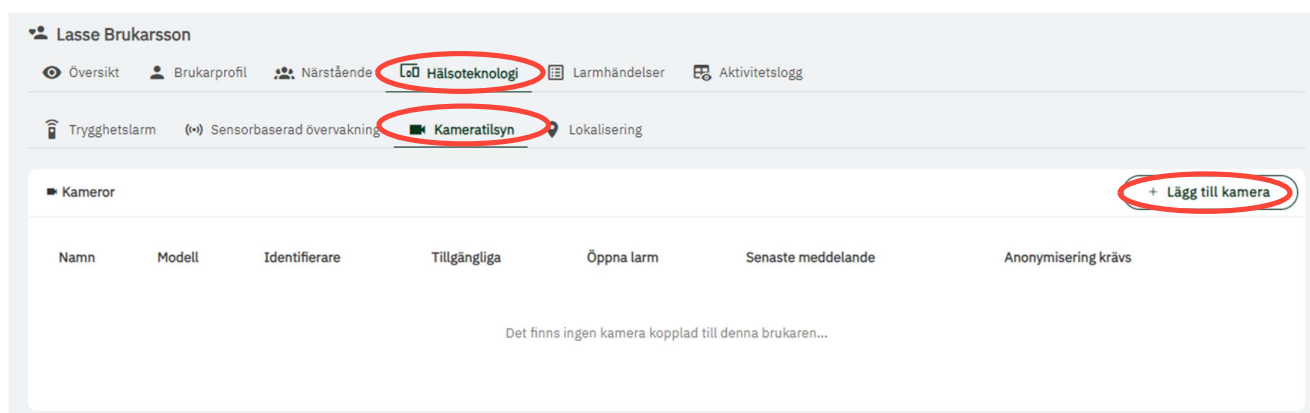 Lasse Brukarsson
Översikt Brukarprofil Närstående Hälsoteknologi Larmhändelser Aktivitetslogg
Trygghetslarm Sensorbaserad övervakning Kameratilsyn Lokalisering
Kameror + Lägg till kamera
Namn Modell Identifierare Tillgängliga Öppna larm Senaste meddelande Anonymisering krävs
Det finns ingen kamera kopplad till denna brukaren...